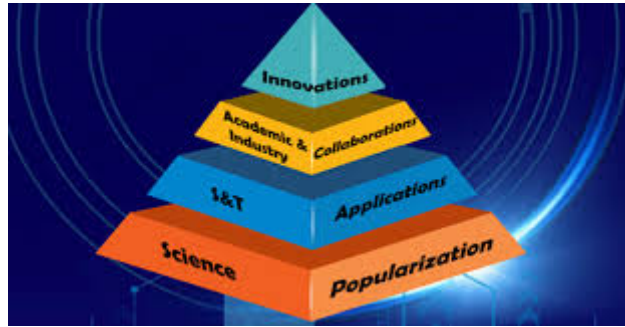 Innovations
Academic &
Industry
Collaborations
S&T
Applications
Science
Popularization